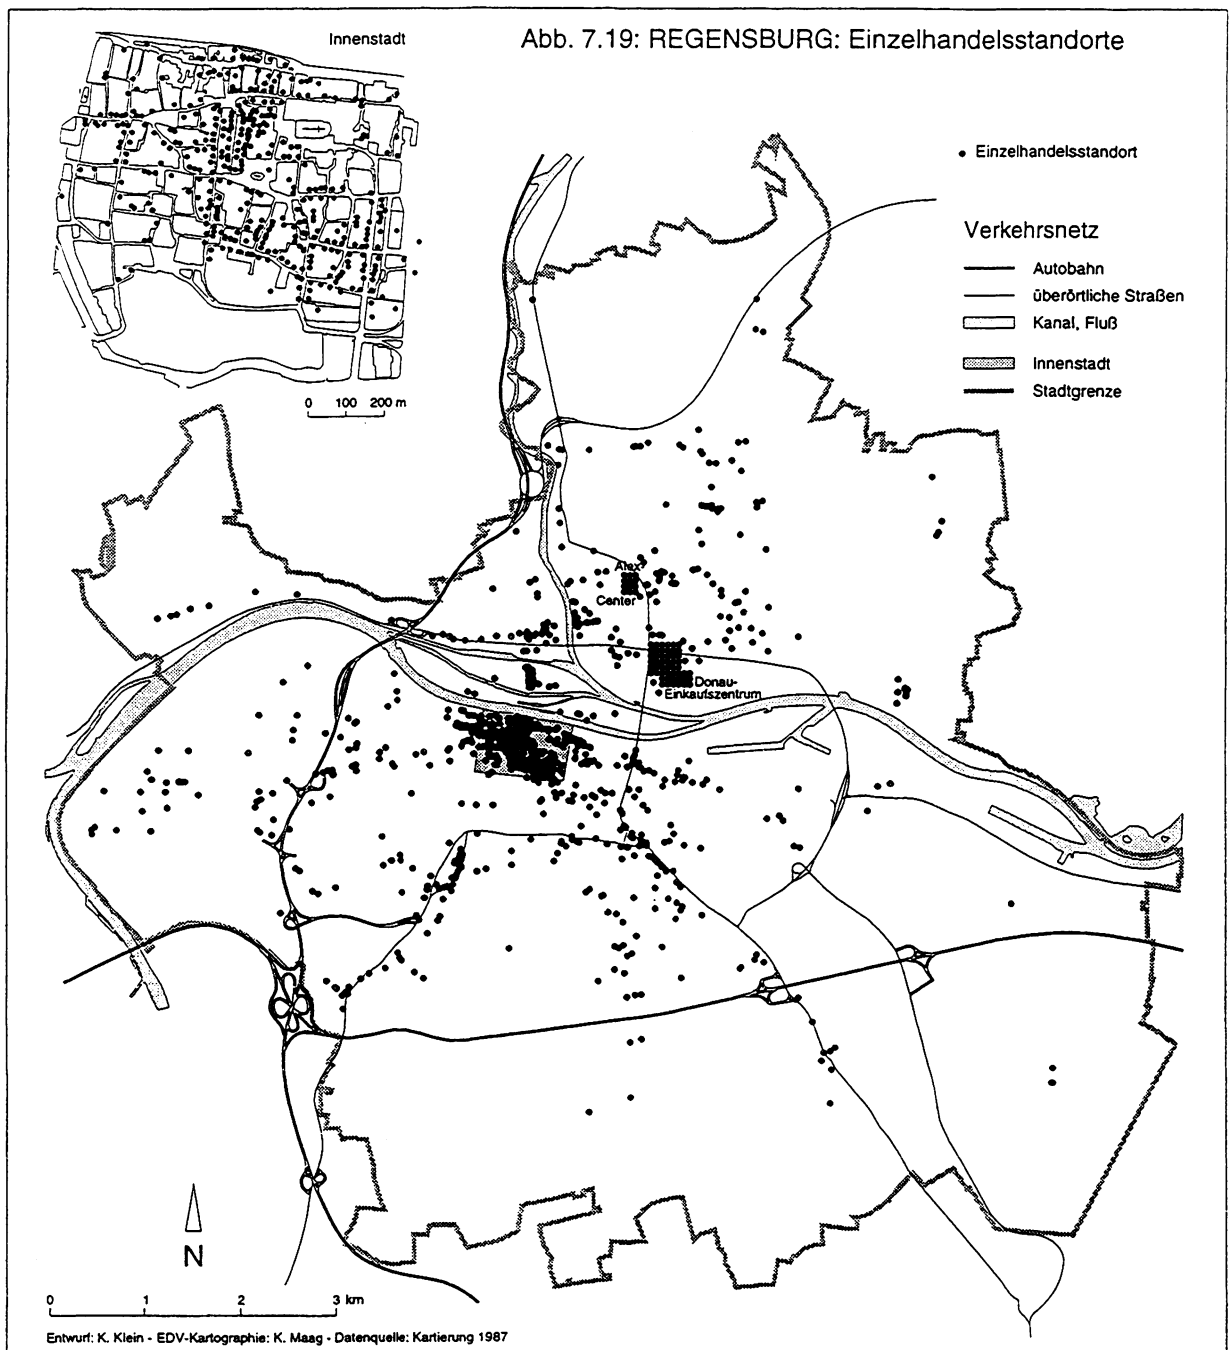 Abb. 7.19: REGENSBURG: Einzelhandelsstandorte
Innenstadt
0 100 200 m
Einzelhandelsstandort
Verkehrsnetz
Autobahn
überörtliche Straßen
Kanal, Fluß
Innenstadt
Stadtgrenze
Alex-
Center
Donau-
Einkaufszentrum
N
0 1 2 3 km
Entwurf: K. Klein - EDV-Kartographie: K. Maag - Datenquelle: Kartierung 1987